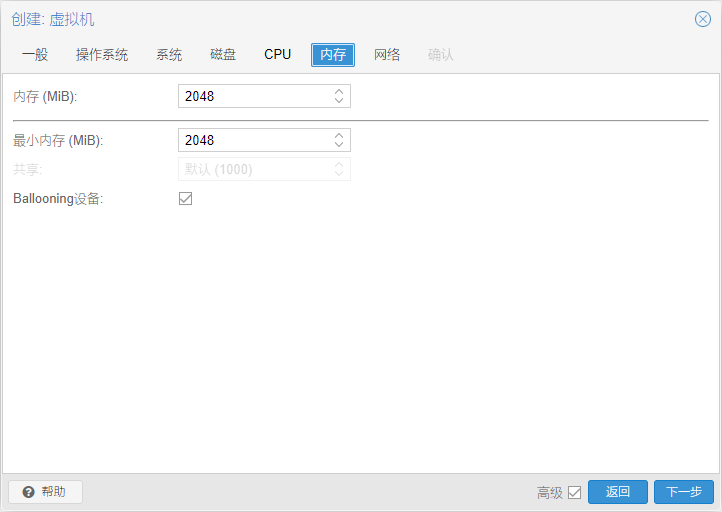 创建: 虚拟机
一般 操作系统 系统 磁盘 CPU 内存 网络 确认
内存 (MiB): 2048
最小内存 (MiB): 2048
共享: 默认 (1000)
Ballooning设备:
帮助 高级 返回 下一步